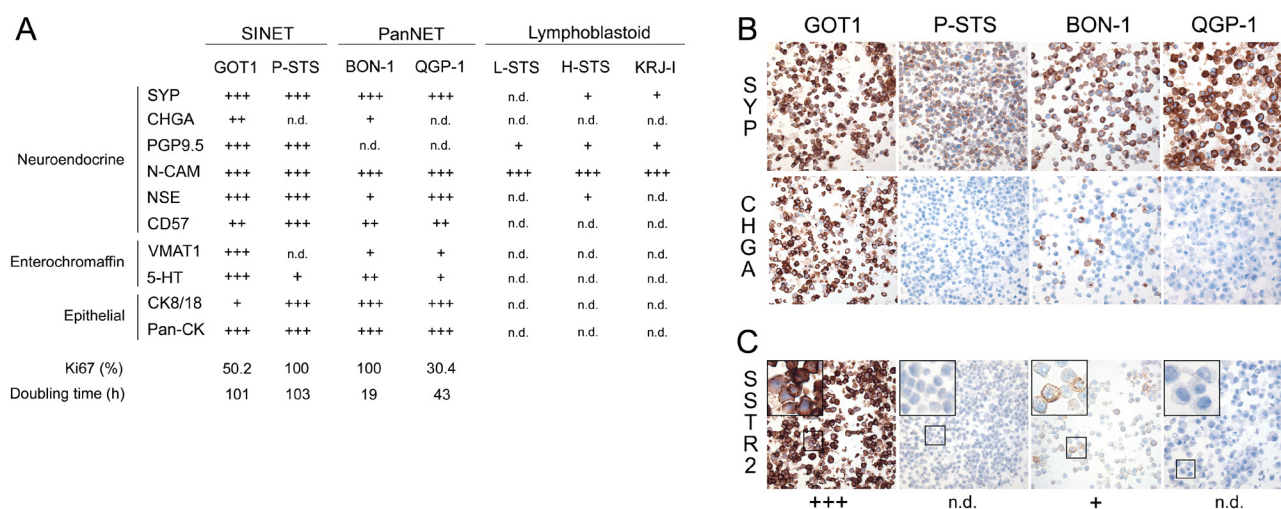 A
SINET PanNET Lymphoblastoid
GOT1 P-STS BON-1 QGP-1 L-STS H-STS KRJ-I
Neuroendocrine
SYP +++ +++ +++ +++ n.d. + +
CHGA ++ n.d. + n.d. n.d. n.d. n.d.
PGP9.5 +++ +++ n.d. n.d. + + +
N-CAM +++ +++ +++ +++ +++ +++ +++
NSE +++ +++ + +++ n.d. + n.d.
CD57 ++ +++ ++ ++ n.d. n.d. n.d.
Enterochromaffin
VMAT1 +++ n.d. + + n.d. n.d. n.d.
5-HT +++ + ++ + n.d. n.d. n.d.
Epithelial
CK8/18 + +++ +++ +++ n.d. n.d. n.d.
Pan-CK +++ +++ +++ +++ n.d. n.d. n.d.
Ki67 (%) 50.2 100 100 30.4
Doubling time (h) 101 103 19 43
B
GOT1 P-STS BON-1 QGP-1
SYP
CHGA
C
SSTR2
+++ n.d. + n.d.